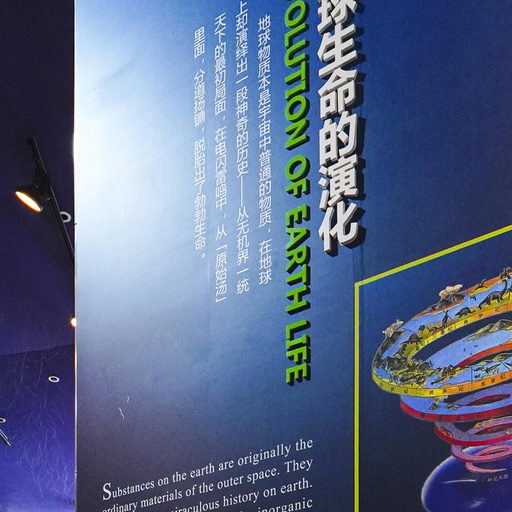 球生命的演化
OLUTION OF EARTH LIFE
地球物质本是宇宙中普通的物质，在地球
上却演绎出一段神奇的历史——从无机界一统
天下的最初局面，在电闪雷鸣中，从“原始汤”
里面，分道扬镳，脱胎出了勃勃生命。
Substances on the earth are originally the
ordinary materials of the outer space. They
miraculous history on earth.
inorganic